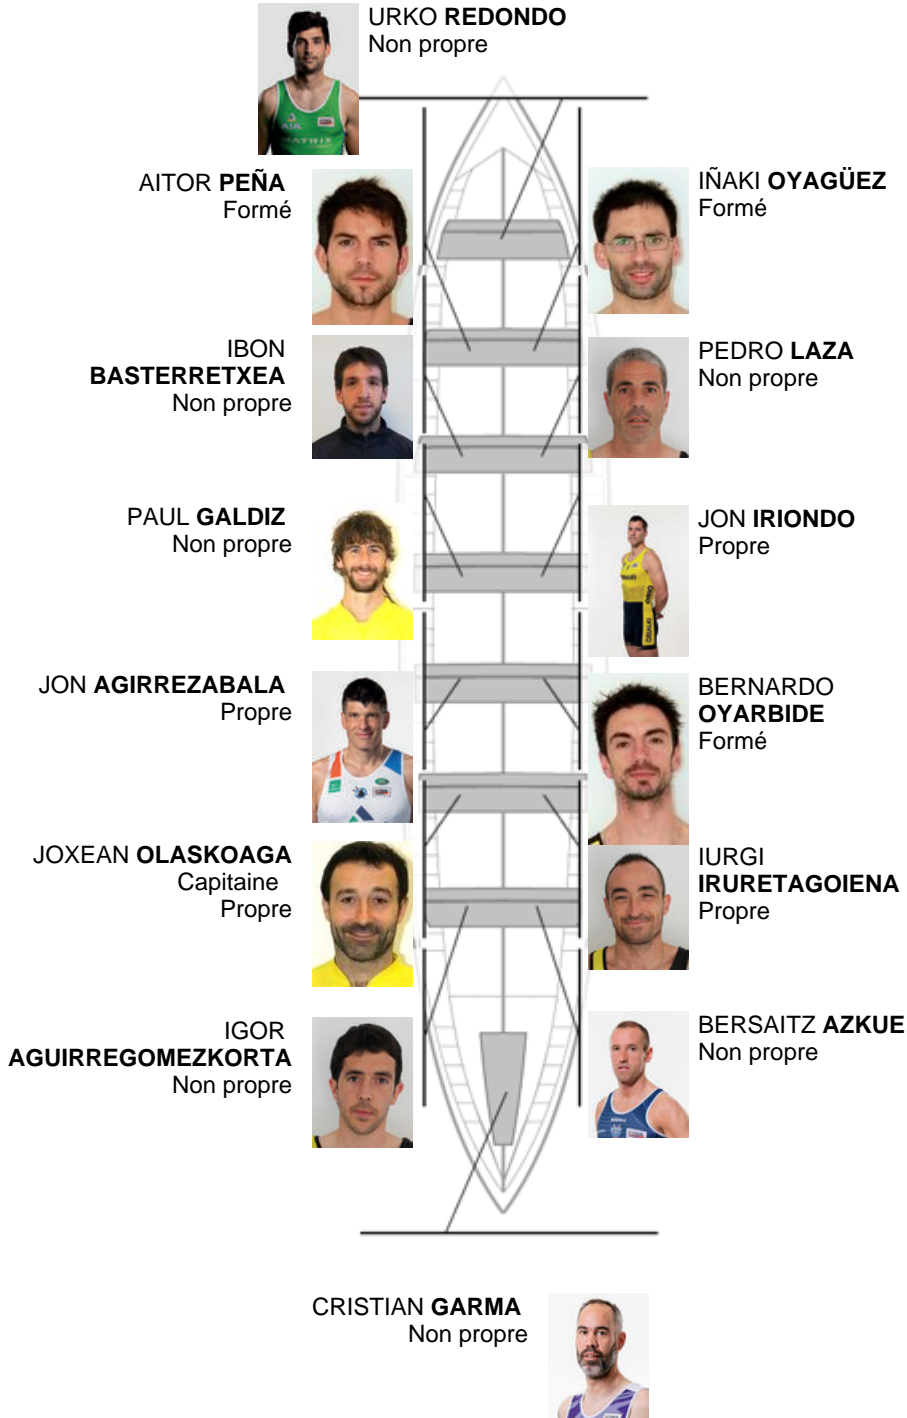 URKO REDONDO
Non propre
AITOR PEÑA
Formé
IÑAKI OYAGÜEZ
Formé
IBON
BASTERRETXEA
Non propre
PEDRO LAZA
Non propre
PAUL GALDIZ
Non propre
JON IRIONDO
Propre
JON AGIRREZABALA
Propre
BERNARDO
OYARBIDE
Formé
JOXEAN OLASKOAGA
Capitaine
Propre
IURGI
IRURETAGOIENA
Propre
IGOR
AGUIRREGOMEZKORTA
Non propre
BERSAITZ AZKUE
Non propre
CRISTIAN GARMA
Non propre